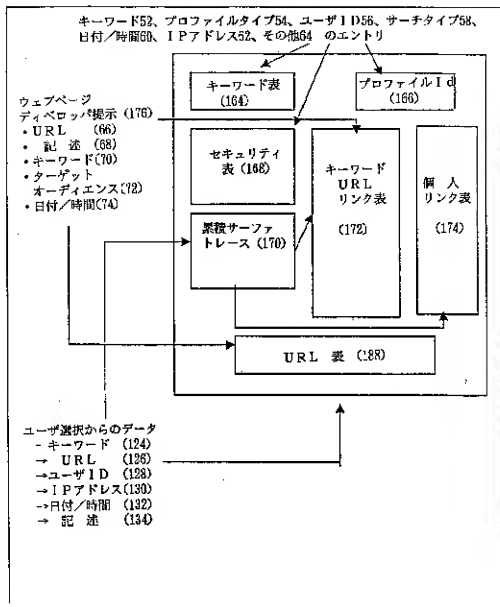 キーワード52、プロファイルタイプ54、ユーザID56、サーチタイプ58、
日付/時間60、IPアドレス52、その他64 のエントリ
キーワード表
(164)
プロファイルId
(166)
ウェブページ
ディベロッパ提示(176)
・URL (66)
・記述 (68)
・キーワード(70)
・ターゲット
オーディエンス(72)
・日付/時間(74)
セキュリティ
表(168)
キーワード
URL
リンク表
(172)
個人
リンク表
(174)
累積サーファ
トレース(170)
URL 表(188)
ユーザ選択からのデータ
- キーワード (124)
→ URL (126)
→ユーザID (128)
→IPアドレス(130)
→日付/時間 (132)
→ 記述 (134)